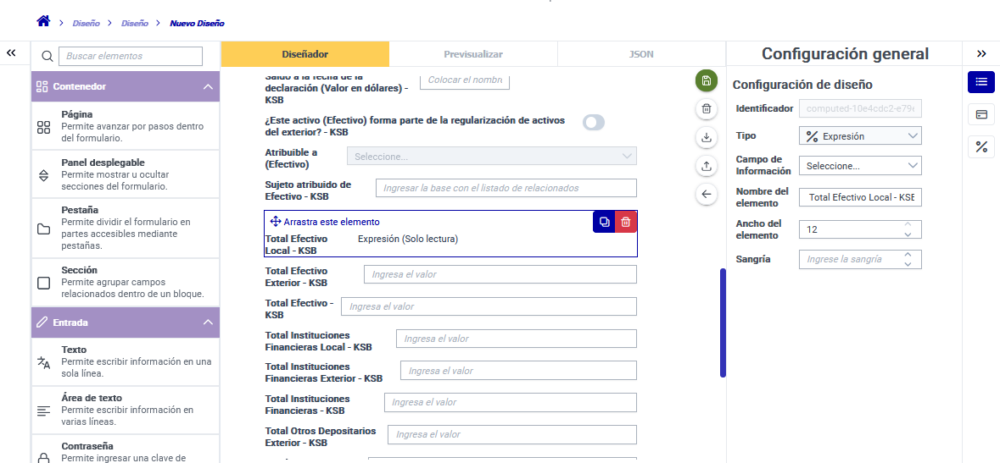 Diseño > Diseño > Nuevo Diseño
Buscar elementos
Contenedor
Página
Permite avanzar por pasos dentro
del formulario.
Panel desplegable
Permite mostrar u ocultar
secciones del formulario.
Pestaña
Permite dividir el formulario en
partes accesibles mediante
pestañas.
Sección
Permite agrupar campos
relacionados dentro de un bloque.
Entrada
Texto
Permite escribir información en una
sola línea.
Área de texto
Permite escribir información en
varias líneas.
Contraseña
Permite ingresar una clave de
Diseñador
Previsualizar
JSON
Saldo a la fecha de la
declaración (Valor en dólares) -
KSB
Colocar el nombre
¿Este activo (Efectivo) forma parte de la regularización de activos
del exterior? - KSB
Atribuible a
(Efectivo)
Seleccione...
Sujeto atribuido de
Efectivo - KSB
Ingresar la base con el listado de relacionados
Arrastra este elemento
Total Efectivo
Local - KSB
Expresión (Solo lectura)
Total Efectivo
Exterior - KSB
Ingresa el valor
Total Efectivo -
KSB
Ingresa el valor
Total Instituciones
Financieras Local - KSB
Ingresa el valor
Total Instituciones
Financieras Exterior - KSB
Ingresa el valor
Total Instituciones
Financieras - KSB
Ingresa el valor
Total Otros Depositarios
Exterior - KSB
Ingresa el valor
Configuración general
Configuración de diseño
Identificador
computed-10e4cdc2-e79
Tipo
Expresión
Campo de
Información
Seleccione...
Nombre del
elemento
Total Efectivo Local - KSB
Ancho del
elemento
12
Sangría
Ingrese la sangría